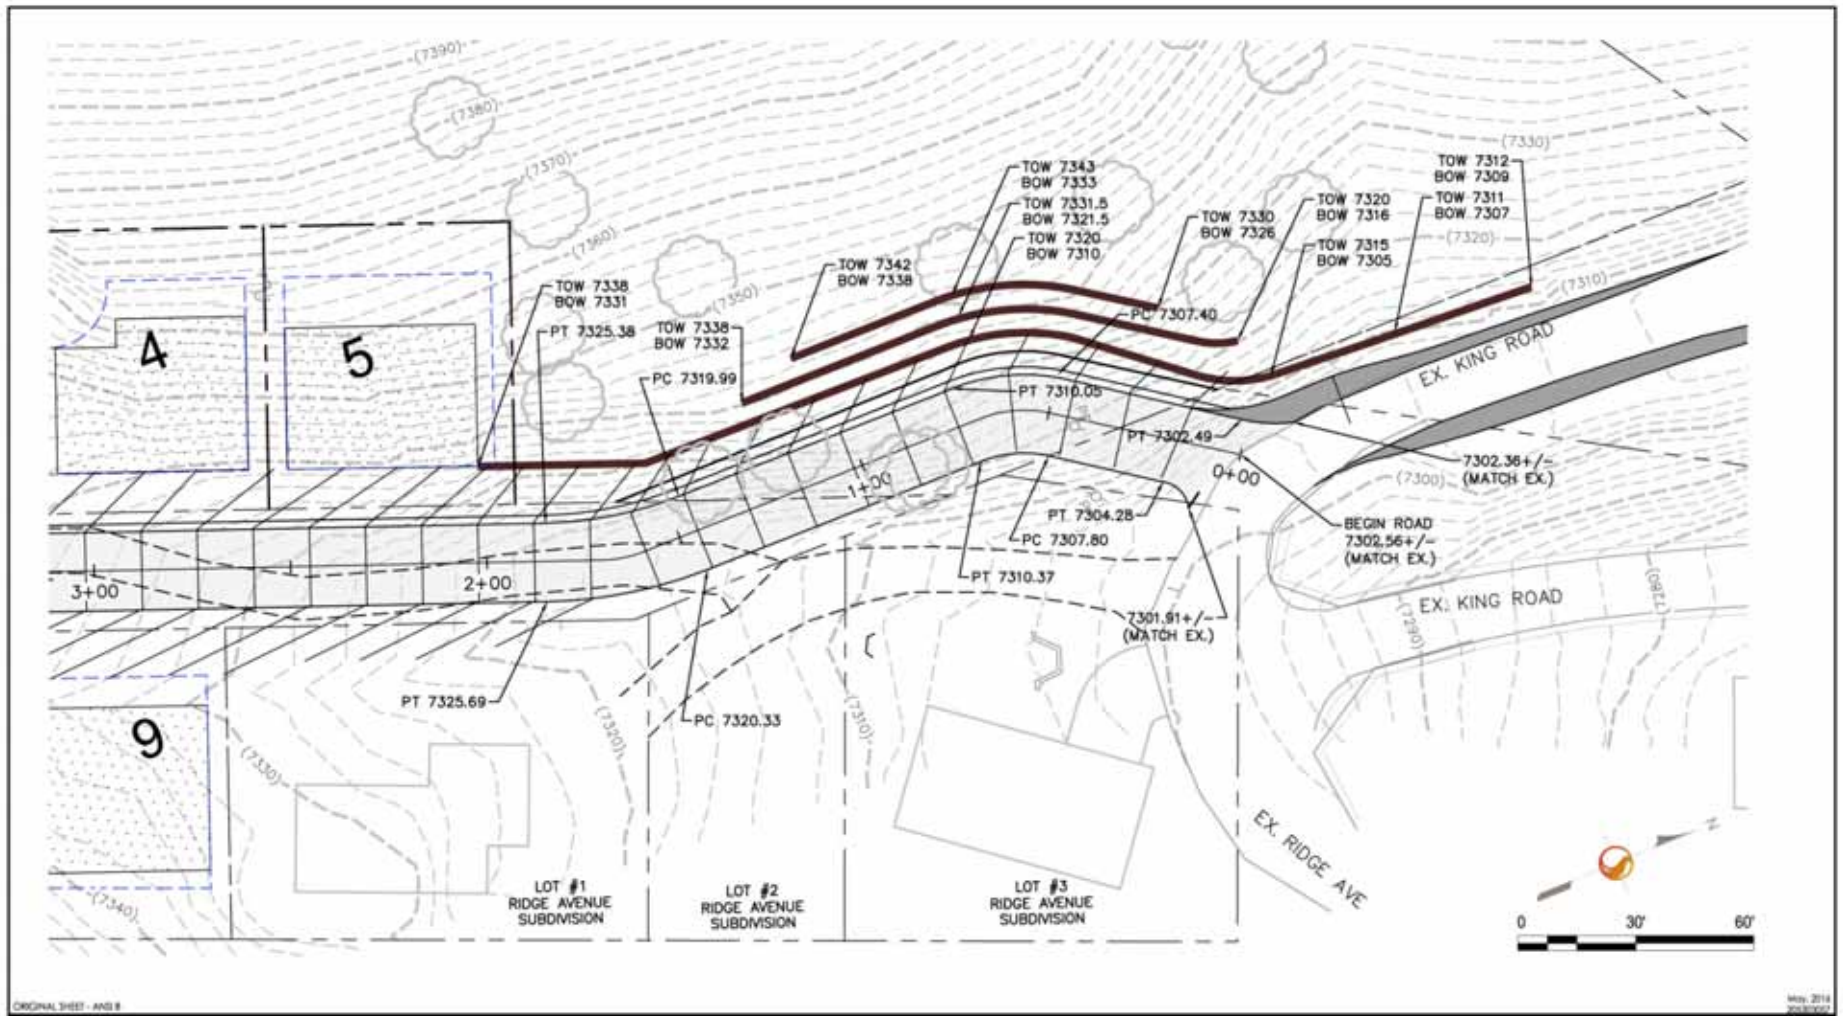 (7390)
(7380)
(7370)
(7360)
(7350)
(7330)
(7320)
(7310)
TOW 7343
BOW 7333
TOW 7331.5
BOW 7321.5
TOW 7320
BOW 7310
TOW 7312
BOW 7309
TOW 7311
BOW 7307
TOW 7320
BOW 7316
TOW 7330
BOW 7326
TOW 7315
BOW 7305
TOW 7342
BOW 7338
TOW 7338
BOW 7331
PT 7325.38
TOW 7338
BOW 7332
PC 7319.99
PC 7307.40
PT 7310.05
PT 7302.49
4
5
EX. KING ROAD
7302.36+/-
(MATCH EX.)
(7300)
0+00
1+00
2+00
3+00
PT 7304.28
PC 7307.80
PT 7310.37
BEGIN ROAD
7302.56+/-
(MATCH EX.)
EX. KING ROAD
(7290)
(7280)
7301.91+/-
(MATCH EX.)
PT 7325.69
PC 7320.33
(7320)
(7310)
(7330)
(7340)
9
EX. RIDGE AVE
LOT #1
RIDGE AVENUE
SUBDIVISION
LOT #2
RIDGE AVENUE
SUBDIVISION
LOT #3
RIDGE AVENUE
SUBDIVISION
N
0 30' 60'
ORIGINAL SHEET - ANSI B
May, 2016